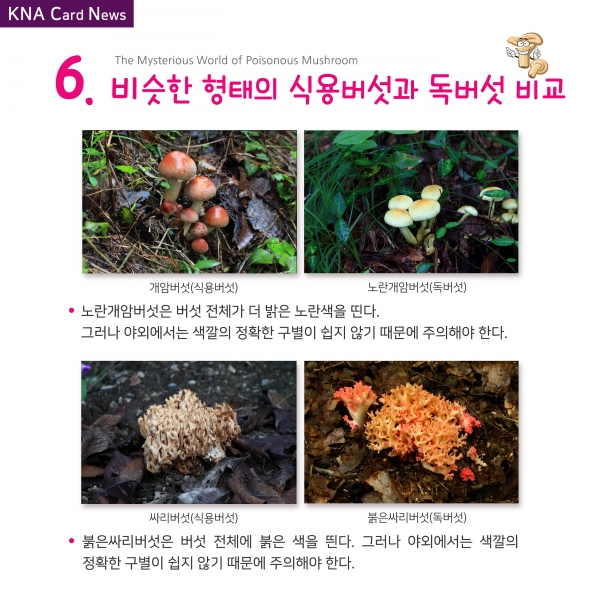 KNA Card News
The Mysterious World of Poisonous Mushroom
6. 비슷한 형태의 식용버섯과 독버섯 비교
개암버섯(식용버섯)
노란개암버섯(독버섯)
• 노란개암버섯은 버섯 전체가 더 밝은 노란색을 띤다.
그러나 야외에서는 색깔의 정확한 구별이 쉽지 않기 때문에 주의해야 한다.
싸리버섯(식용버섯)
붉은싸리버섯(독버섯)
• 붉은싸리버섯은 버섯 전체에 붉은 색을 띤다. 그러나 야외에서는 색깔의
정확한 구별이 쉽지 않기 때문에 주의해야 한다.